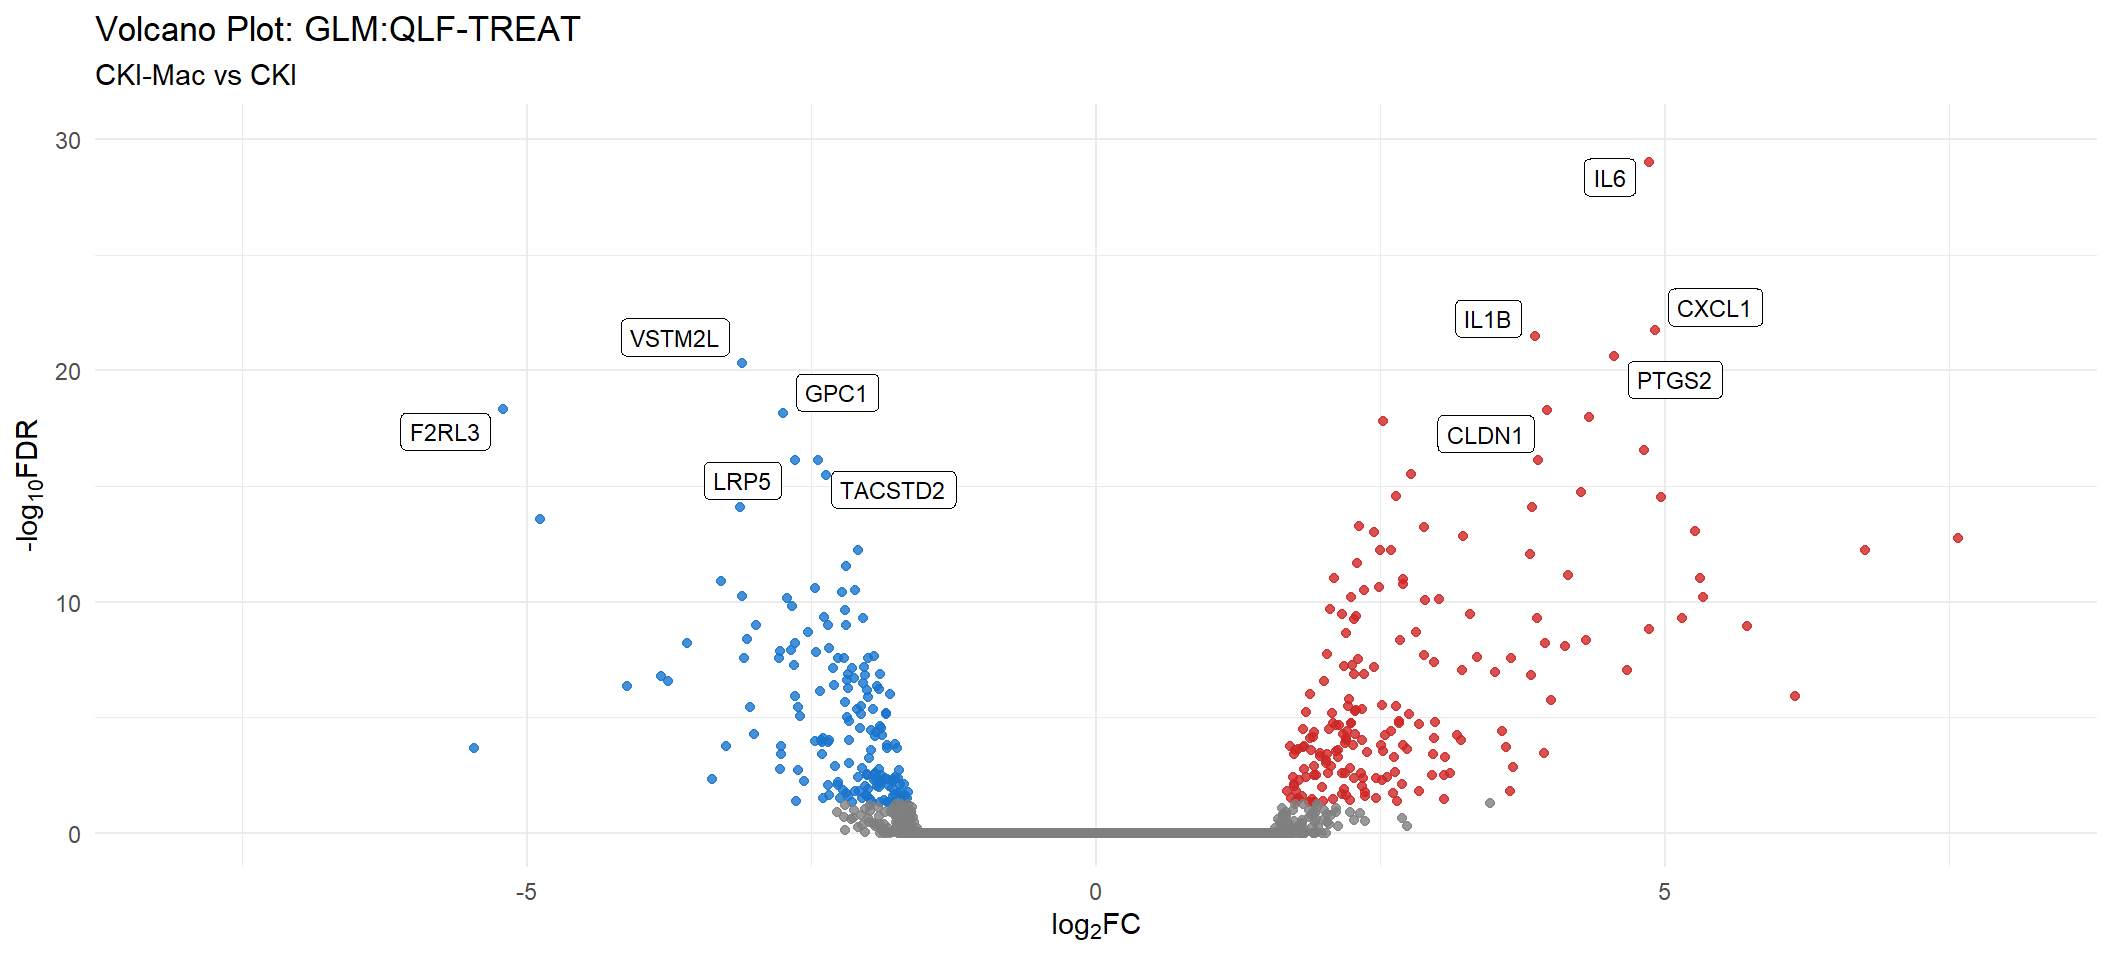 Volcano Plot: GLM:QLF-TREAT
CKI-Mac vs CKI
30
IL6
CXCL1
IL1B
VSTM2L
20
PTGS2
GPC1
F2RL3
CLDN1
LRP5
TACSTD2
-log₁₀FDR
10
0
-5
0
5
log₂FC